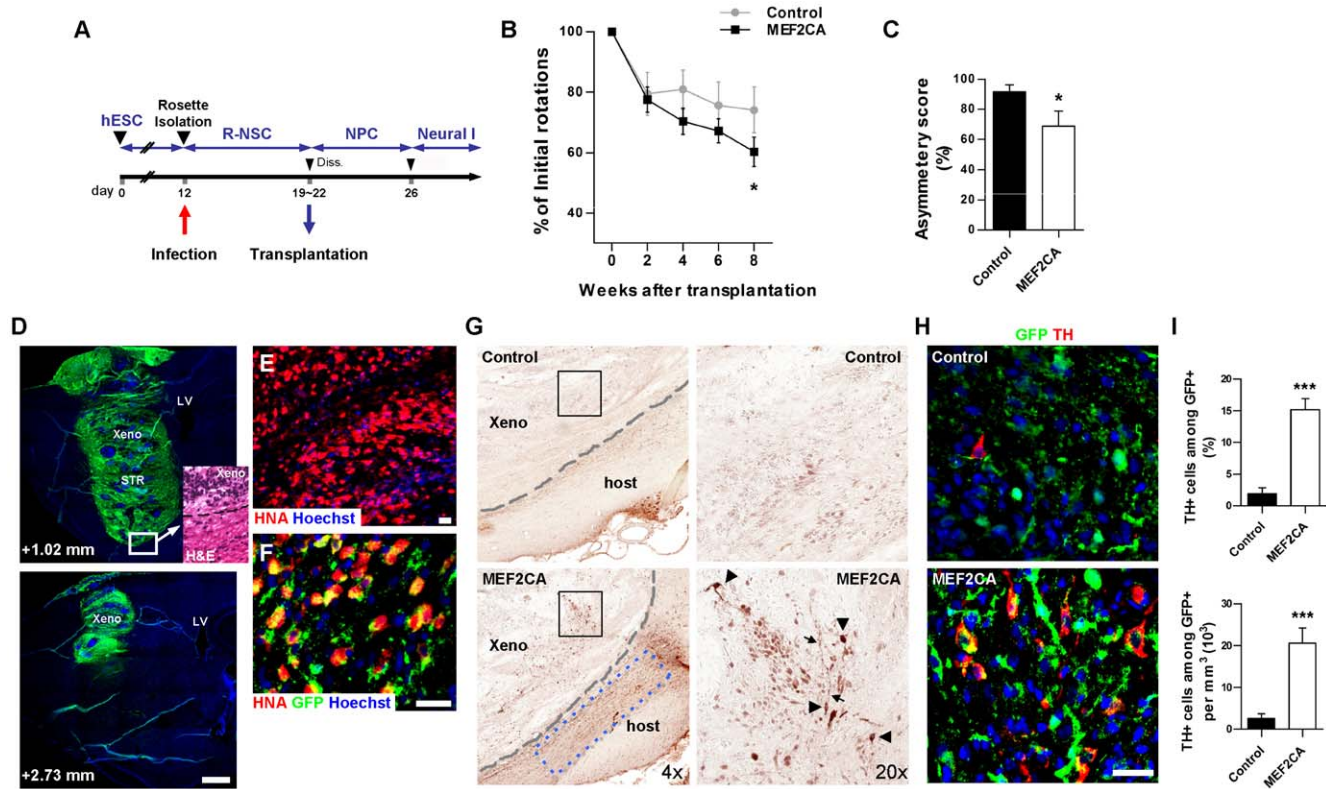 A
hESC
Rosette
Isolation
R-NSC
NPC
Neural I
Diss.
day
0
12
19~22
26
Infection
Transplantation
B
Control
MEF2CA
% of Initial rotations
100
80
60
40
0
2
4
6
8
*
Weeks after transplantation
C
Asymmetery score
(%)
100
80
60
40
20
0
*
Control
MEF2CA
D
LV
Xeno
STR
Xeno
H&E
+1.02 mm
Xeno
LV
+2.73 mm
E
HNA Hoechst
F
HNA GFP Hoechst
G
Control
Xeno
host
Control
MEF2CA
Xeno
host
4x
MEF2CA
20x
H
GFP TH
Control
MEF2CA
I
TH+ cells among GFP+
(%)
20
15
10
5
0
***
Control
MEF2CA
TH+ cells among GFP+
per mm³ (10³)
30
20
10
0
***
Control
MEF2CA